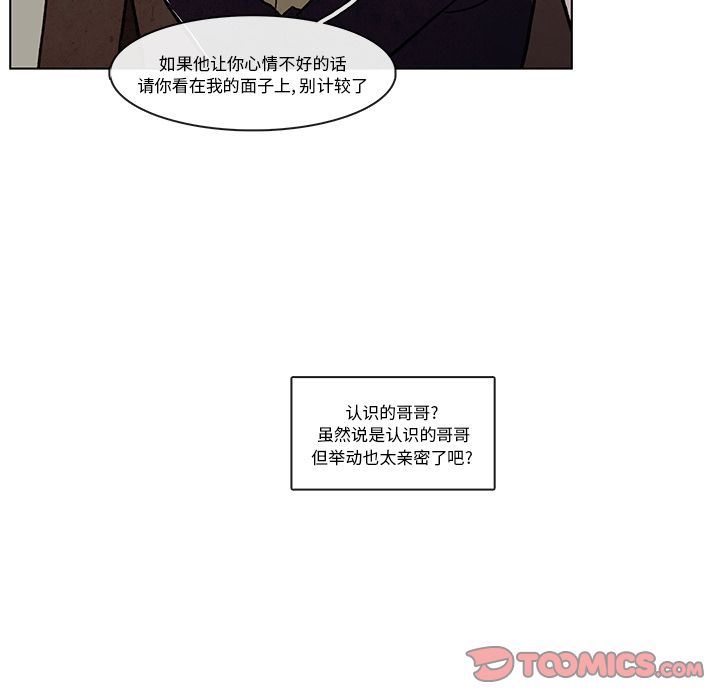 如果他让你心情不好的话
请你看在我的面子上,别计较了
认识的哥哥?
虽然说是认识的哥哥
但举动也太亲密了吧?
TOOMICS.COM